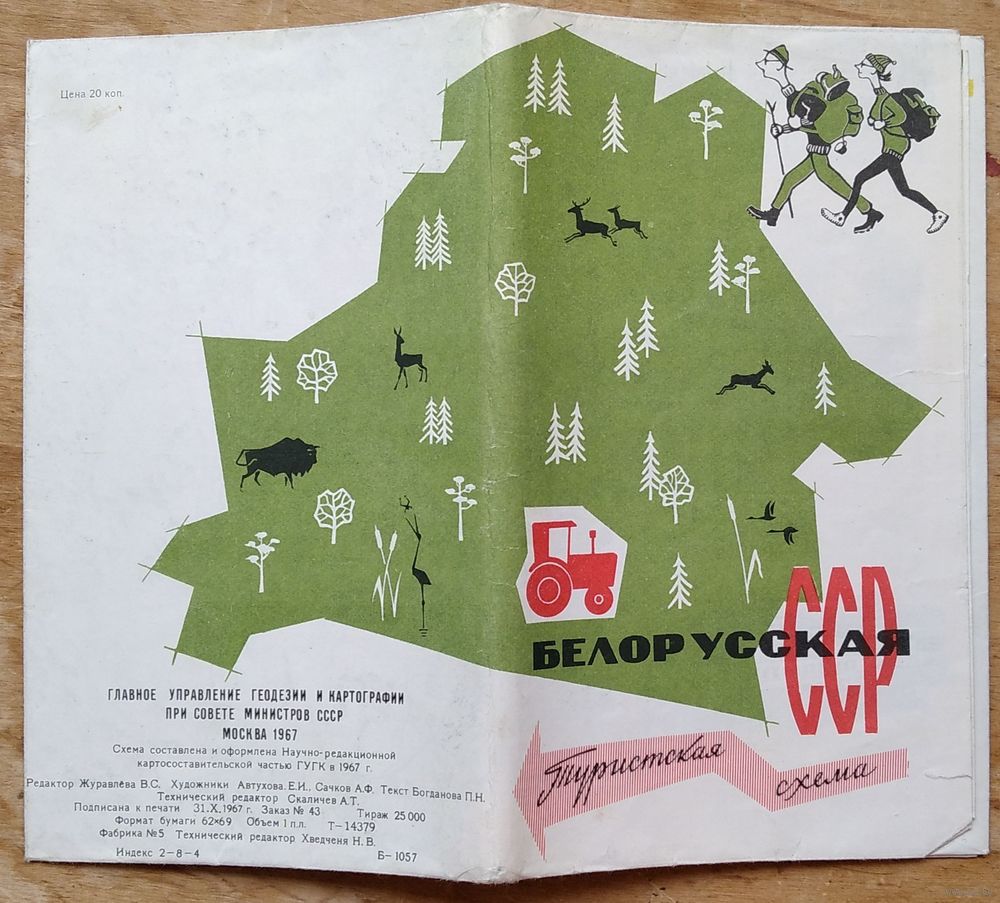 Цена 20 коп.
ССР
БЕЛОРУССКАЯ
Туристская
схема
ГЛАВНОЕ УПРАВЛЕНИЕ ГЕОДЕЗИИ И КАРТОГРАФИИ
ПРИ СОВЕТЕ МИНИСТРОВ СССР
МОСКВА 1967
Схема составлена и оформлена Научно-редакционной
картосоставительской частью ГУГК в 1967 г.
Редактор Журавлёва В.С. Художники Автухова Е.И., Сачков А.Ф. Текст Богданова П.Н.
Технический редактор Скаличев А.Т.
Подписана к печати 31.X.1967 г. Заказ № 43 Тираж 25 000
Формат бумаги 62×69 Объем 1 п.л. Т-14379
Фабрика №5 Технический редактор Хведченя Н.В.
Индекс 2-8-4 Б-1057